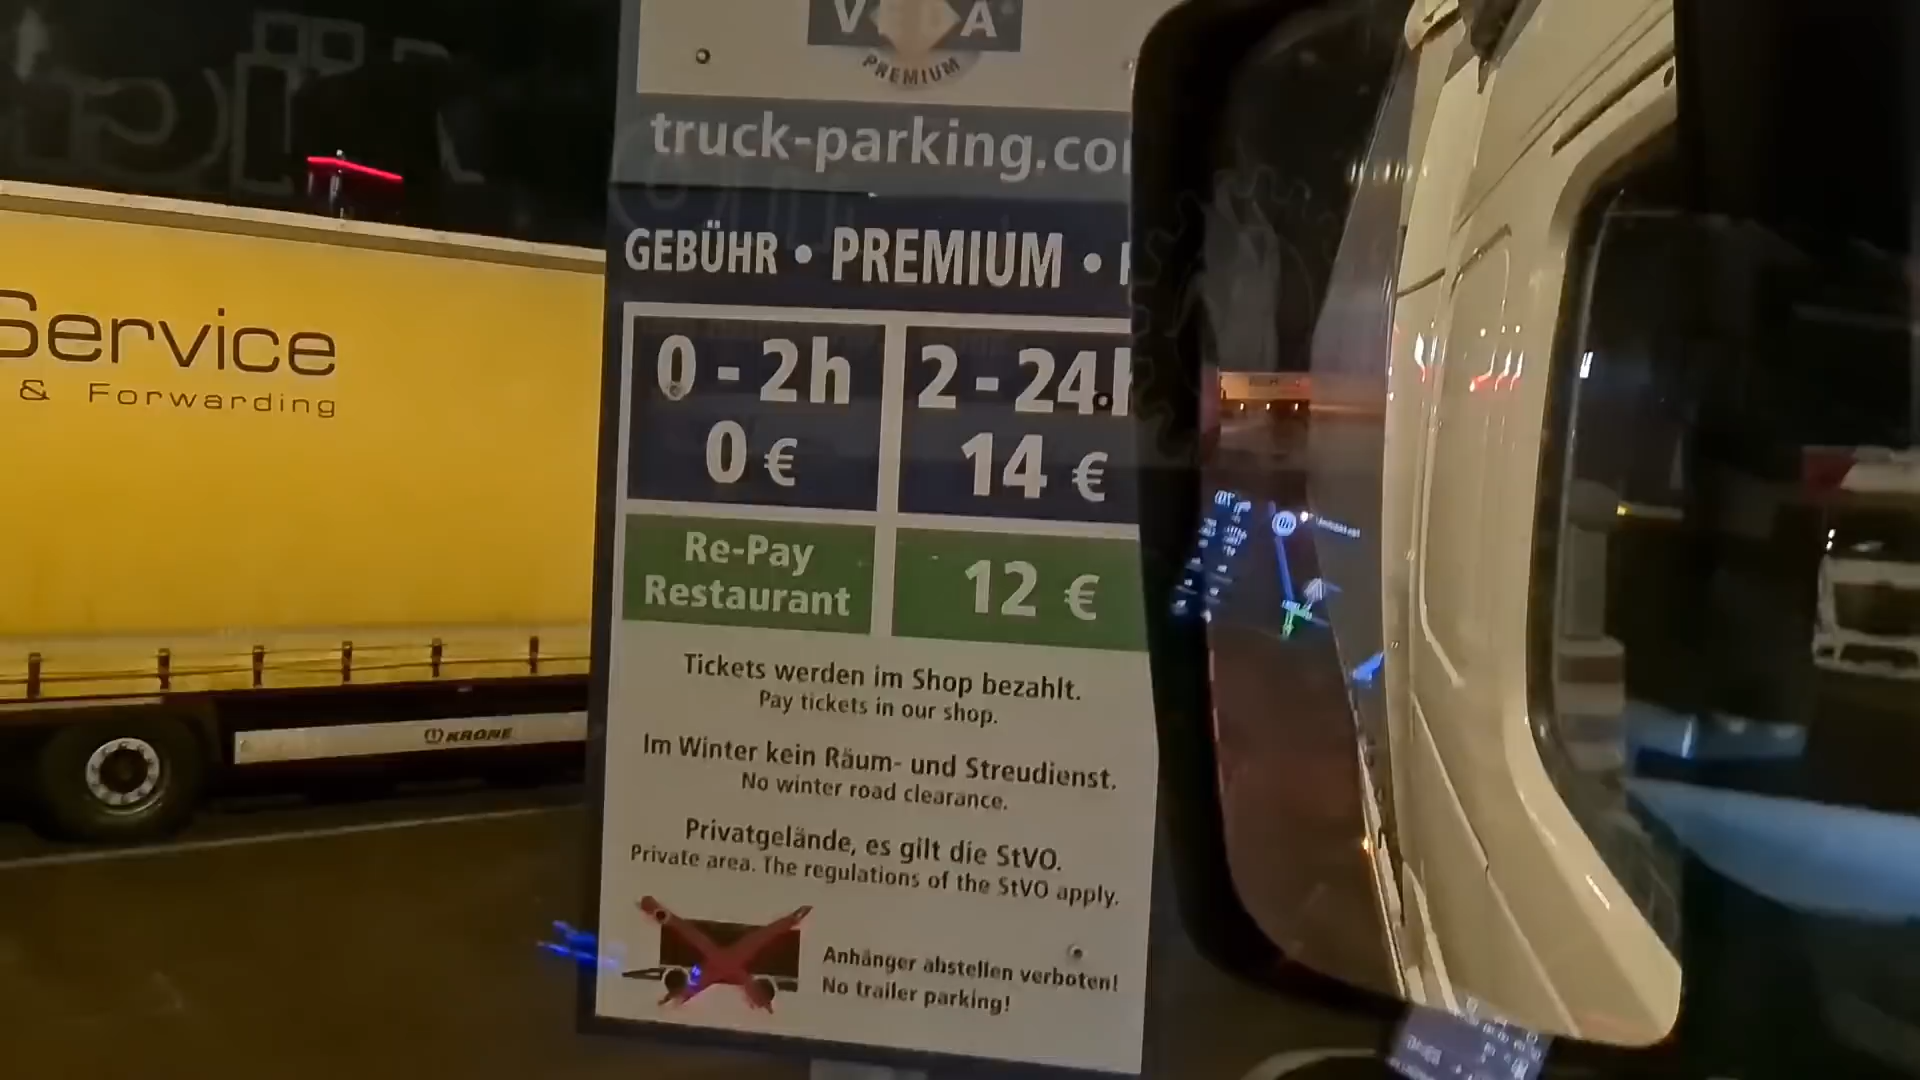 VEDA
PREMIUM
truck-parking.co
GEBÜHR • PREMIUM •
0 - 2h
0 €
2 - 24h
14 €
Re-Pay
Restaurant
12 €
Tickets werden im Shop bezahlt.
Pay tickets in our shop.
Im Winter kein Räum- und Streudienst.
No winter road clearance.
Privatgelände, es gilt die StVO.
Private area. The regulations of the StVO apply.
Anhänger abstellen verboten!
No trailer parking!
Service
& Forwarding
KRONE